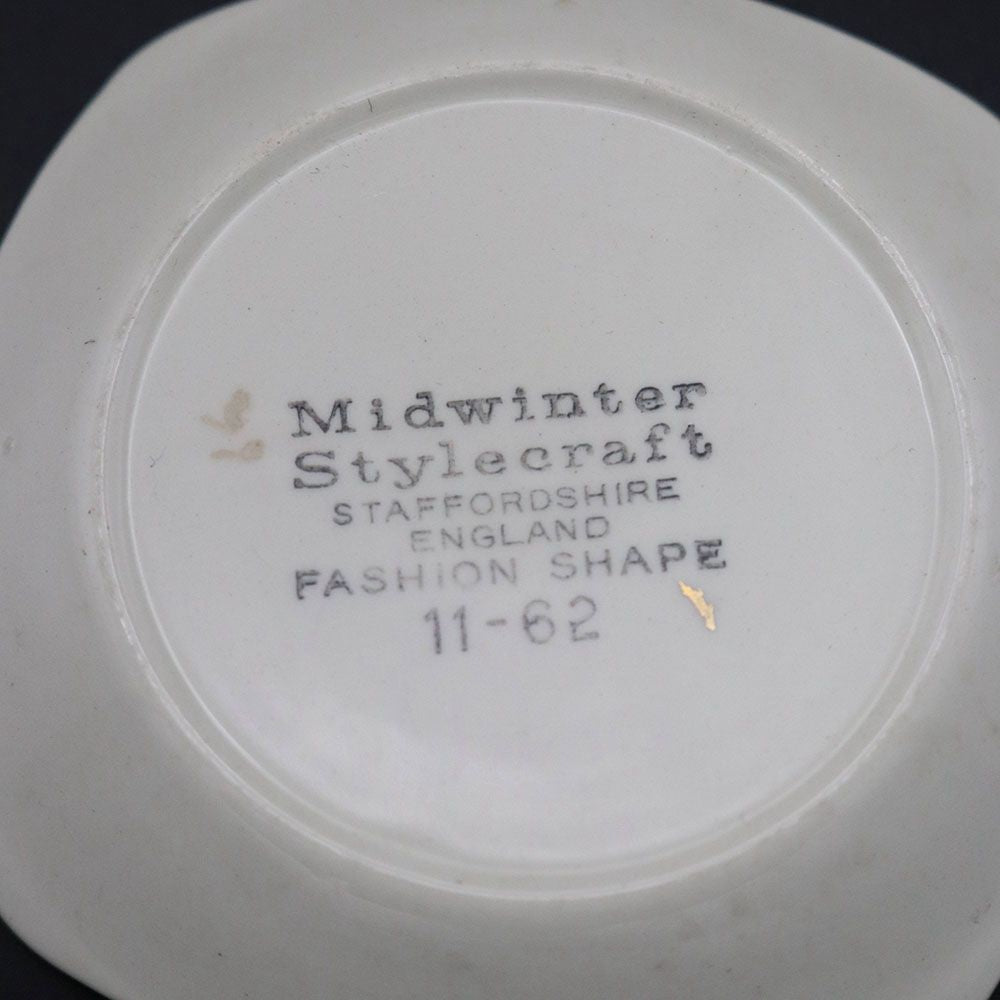 Midwinter
Stylecraft
STAFFORDSHIRE
ENGLAND
FASHION SHAPE
11-62